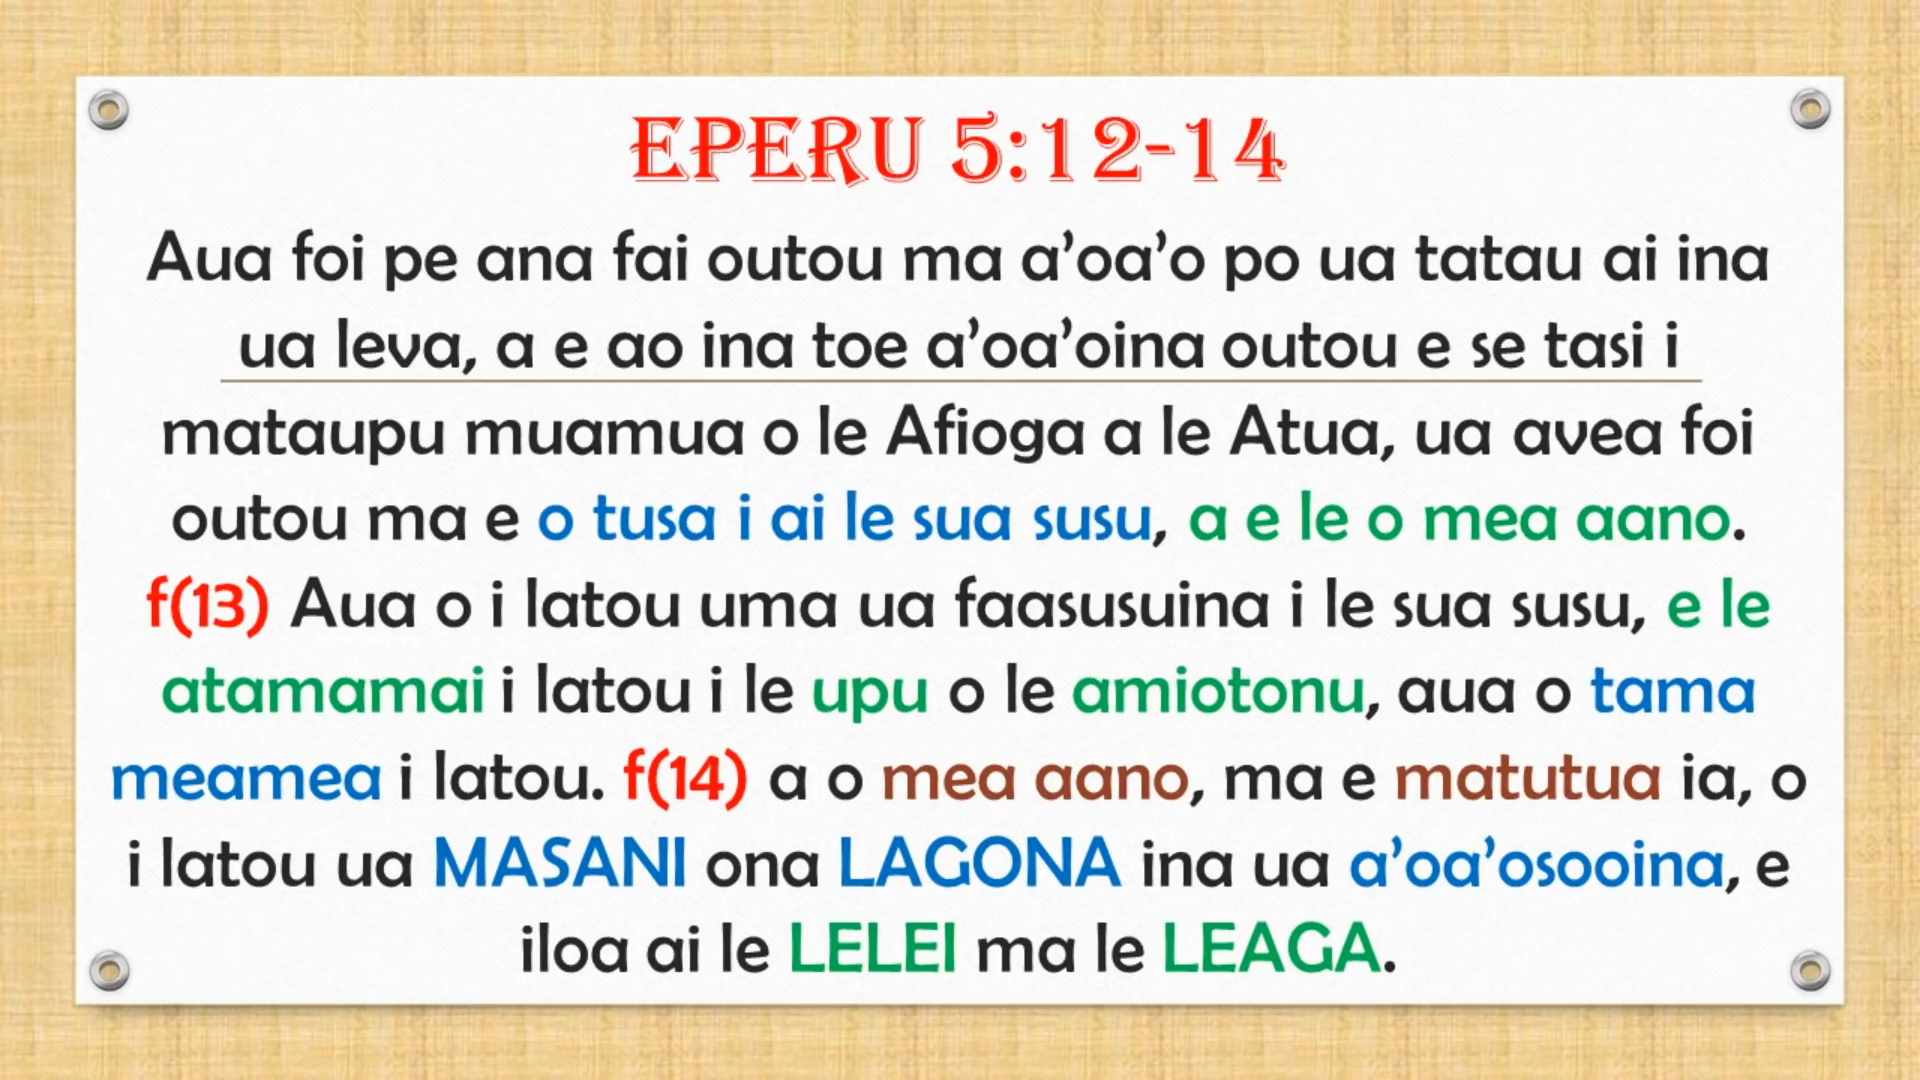 EPERU 5:12-14
Aua foi pe ana fai outou ma a’oa’o po ua tatau ai ina
ua leva, a e ao ina toe a’oa’oina outou e se tasi i
mataupu muamua o le Afioga a le Atua, ua avea foi
outou ma e o tusa i ai le sua susu, a e le o mea aano.
f(13) Aua o i latou uma ua faasusuina i le sua susu, e le
atamamai i latou i le upu o le amiotonu, aua o tama
meamea i latou. f(14) a o mea aano, ma e matutua ia, o
i latou ua MASANI ona LAGONA ina ua a’oa’osooina, e
iloa ai le LELEI ma le LEAGA.